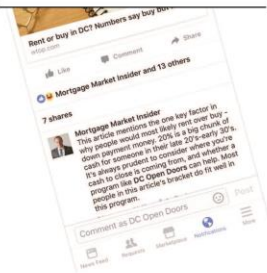 Rent or buy in DC? Numbers say buy
wtop.com
Like
Comment
Share
Mortgage Market Insider and 13 others
7 shares
Mortgage Market Insider
This article mentions the one key factor in
why people would most likely rent over buy -
down payment money. 20% is a big chunk of
cash for someone in their late 20's-early 30's.
It's always prudent to consider where your
cash to close is coming from, and whether a
program like DC Open Doors can help. Most
people in this article's bracket do fit well in
this program.
Comment as DC Open Doors
Post
News Feed
Requests
Marketplace
Notifications
More